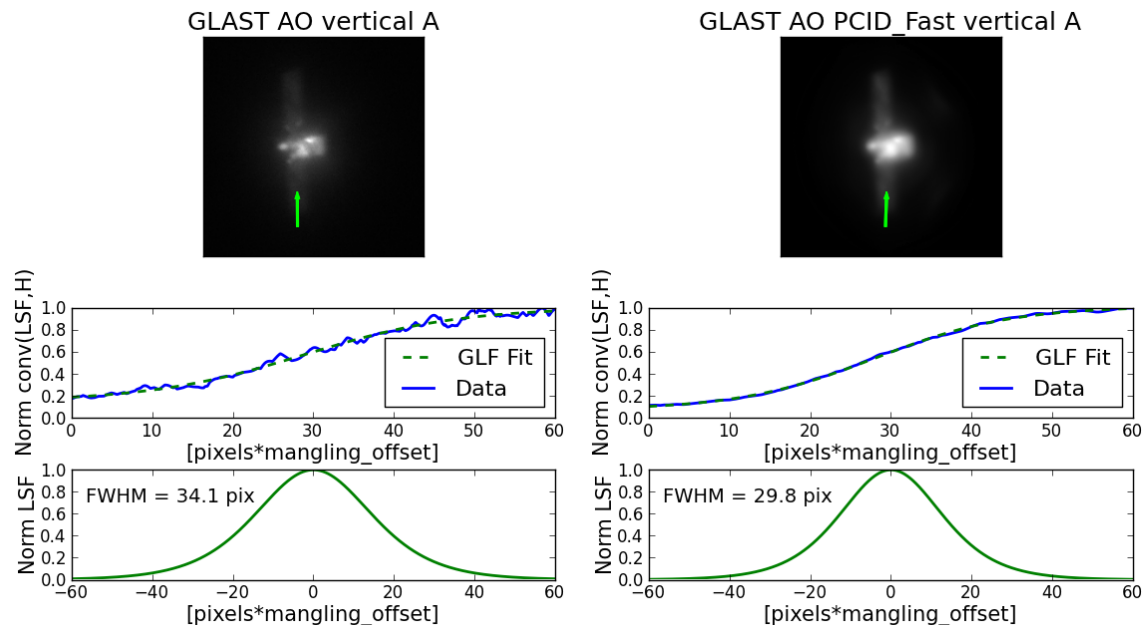 GLAST AO vertical A
Norm conv(LSF,H)
1.0
0.8
0.6
0.4
0.2
0.0
GLF Fit
Data
0 10 20 30 40 50 60
[pixels*mangling_offset]
Norm LSF
1.0
0.8
0.6
0.4
0.2
0.0
FWHM = 34.1 pix
−60 −40 −20 0 20 40 60
[pixels*mangling_offset]
GLAST AO PCID_Fast vertical A
Norm conv(LSF,H)
1.0
0.8
0.6
0.4
0.2
0.0
GLF Fit
Data
0 10 20 30 40 50 60
[pixels*mangling_offset]
Norm LSF
1.0
0.8
0.6
0.4
0.2
0.0
FWHM = 29.8 pix
−60 −40 −20 0 20 40 60
[pixels*mangling_offset]